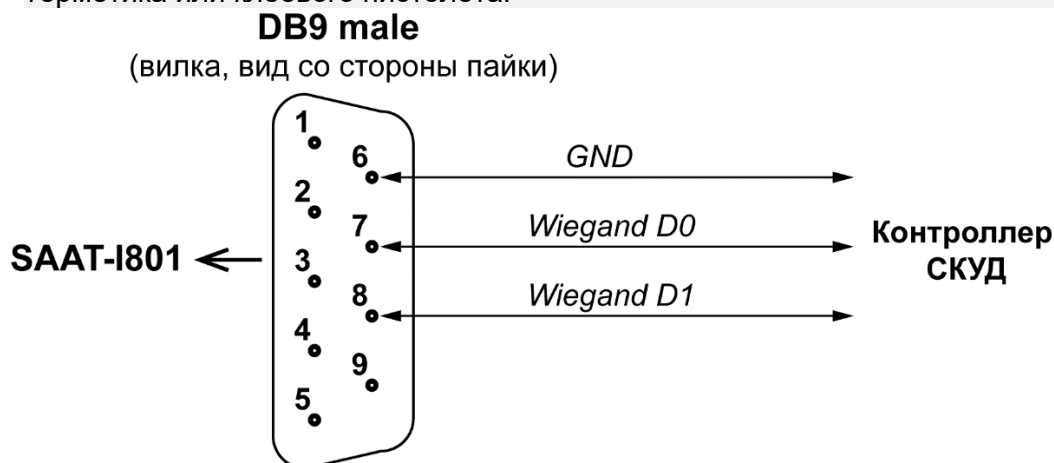 DB9 male
(вилка, вид со стороны пайки)
1
6
GND
2
7
Wiegand D0
SAAT-I801
3
8
Wiegand D1
Контроллер
СКУД
4
9
5